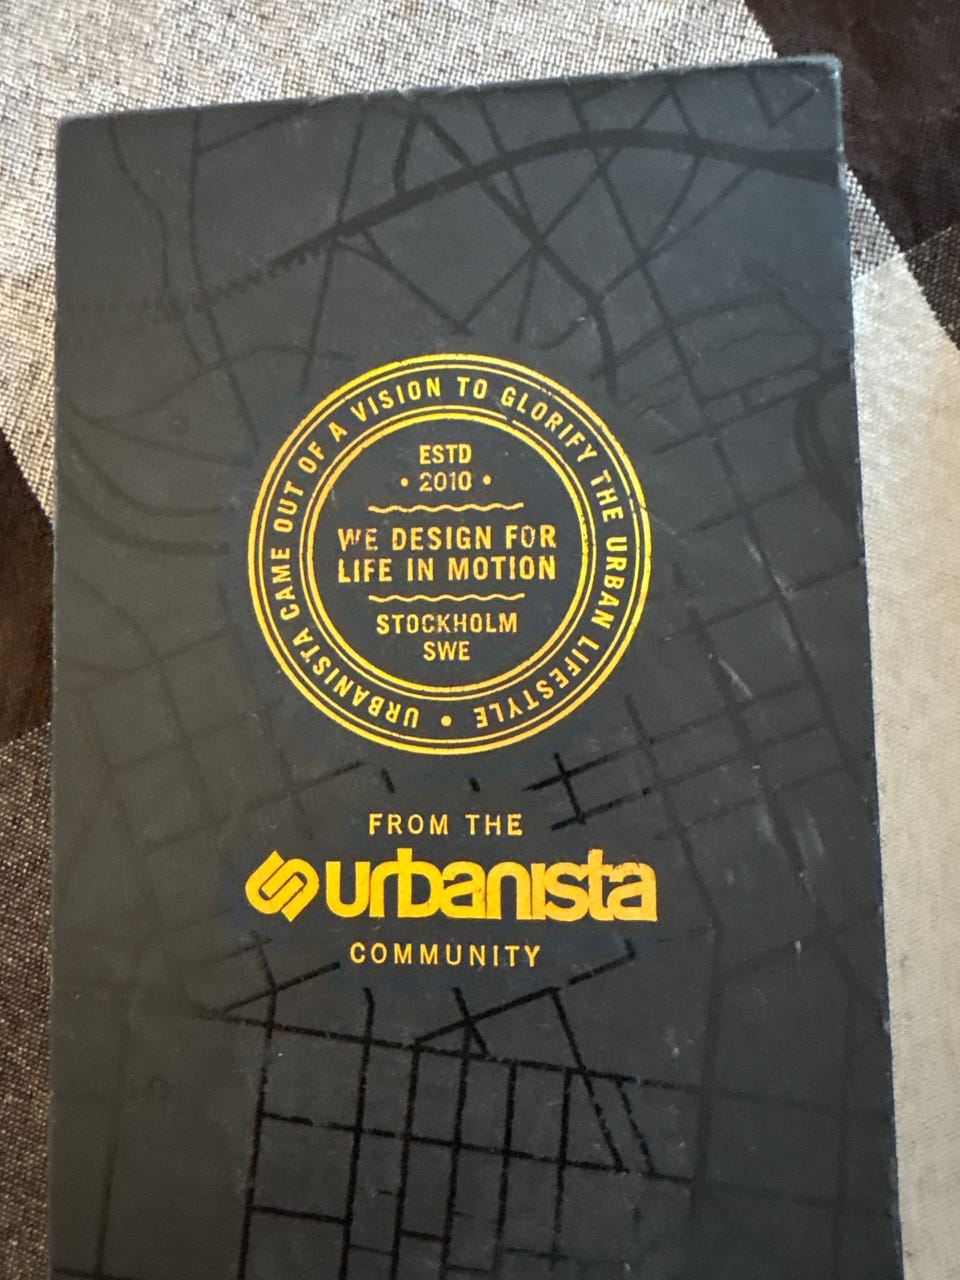 URBANISTA CAME OUT OF A VISION TO GLORIFY THE URBAN LIFESTYLE •
ESTD
• 2010 •
WE DESIGN FOR
LIFE IN MOTION
STOCKHOLM
SWE
FROM THE
urbanista
COMMUNITY